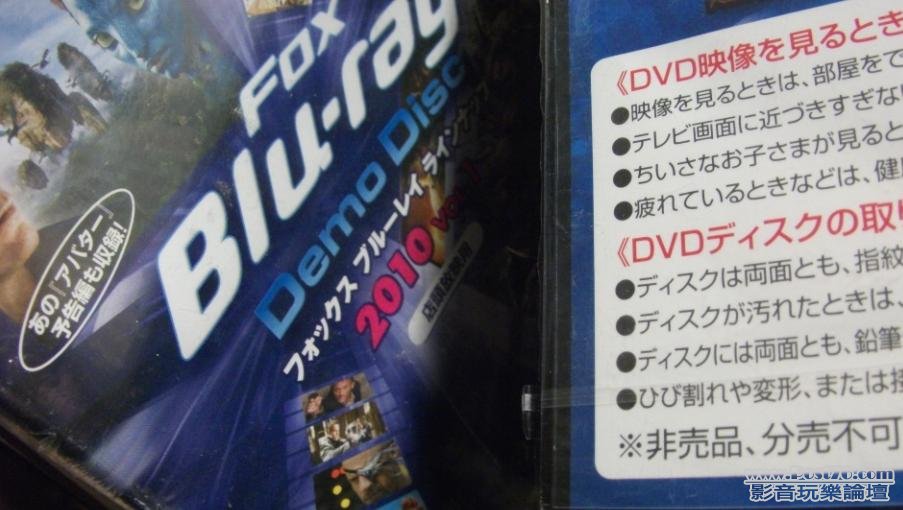 FOX
Blu-ray
Demo Disc
フォックス ブルーレイ ラインナップ
2010 ver.1
店頭放映用
あの『アバター』
予告編も収録!
《DVD映像を見るとき
●映像を見るときは、部屋をで
●テレビ画面に近づきすぎな
●ちいさなお子さまが見ると
●疲れているときなどは、健
《DVDディスクの取
●ディスクは両面とも、指紋
●ディスクが汚れたときは、
●ディスクには両面とも、鉛筆
●ひび割れや変形、または接
※非売品、分売不可
影音玩樂論壇